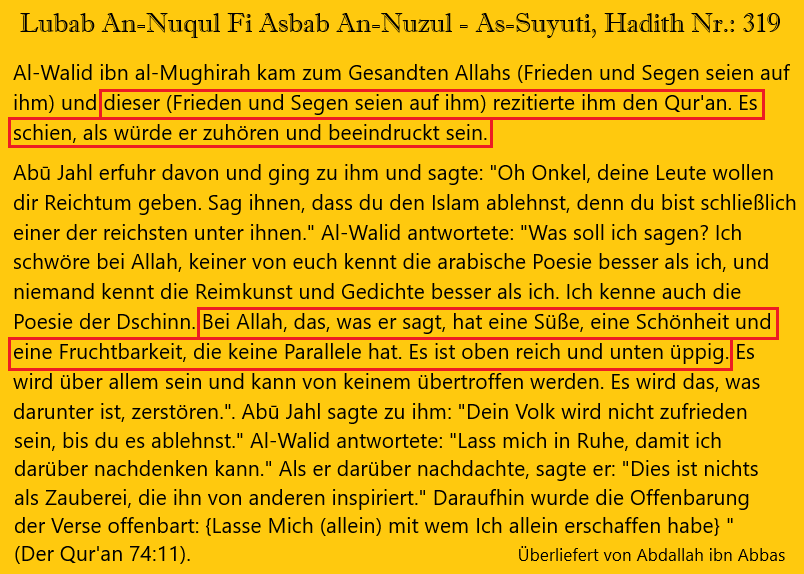 Lubab An-Nuqul Fi Asbab An-Nuzul - As-Suyuti, Hadith Nr.: 319
Al-Walid ibn al-Mughirah kam zum Gesandten Allahs (Frieden und Segen seien auf
ihm) und dieser (Frieden und Segen seien auf ihm) rezitierte ihm den Qur'an. Es
schien, als würde er zuhören und beeindruckt sein.
Abū Jahl erfuhr davon und ging zu ihm und sagte: "Oh Onkel, deine Leute wollen
dir Reichtum geben. Sag ihnen, dass du den Islam ablehnst, denn du bist schließlich
einer der reichsten unter ihnen." Al-Walid antwortete: "Was soll ich sagen? Ich
schwöre bei Allah, keiner von euch kennt die arabische Poesie besser als ich, und
niemand kennt die Reimkunst und Gedichte besser als ich. Ich kenne auch die
Poesie der Dschinn. Bei Allah, das, was er sagt, hat eine Süße, eine Schönheit und
eine Fruchtbarkeit, die keine Parallele hat. Es ist oben reich und unten üppig. Es
wird über allem sein und kann von keinem übertroffen werden. Es wird das, was
darunter ist, zerstören.". Abū Jahl sagte zu ihm: "Dein Volk wird nicht zufrieden
sein, bis du es ablehnst." Al-Walid antwortete: "Lass mich in Ruhe, damit ich
darüber nachdenken kann." Als er darüber nachdachte, sagte er: "Dies ist nichts
als Zauberei, die ihn von anderen inspiriert." Daraufhin wurde die Offenbarung
der Verse offenbart: {Lasse Mich (allein) mit wem Ich allein erschaffen habe} "
(Der Qur'an 74:11).
Überliefert von Abdallah ibn Abbas